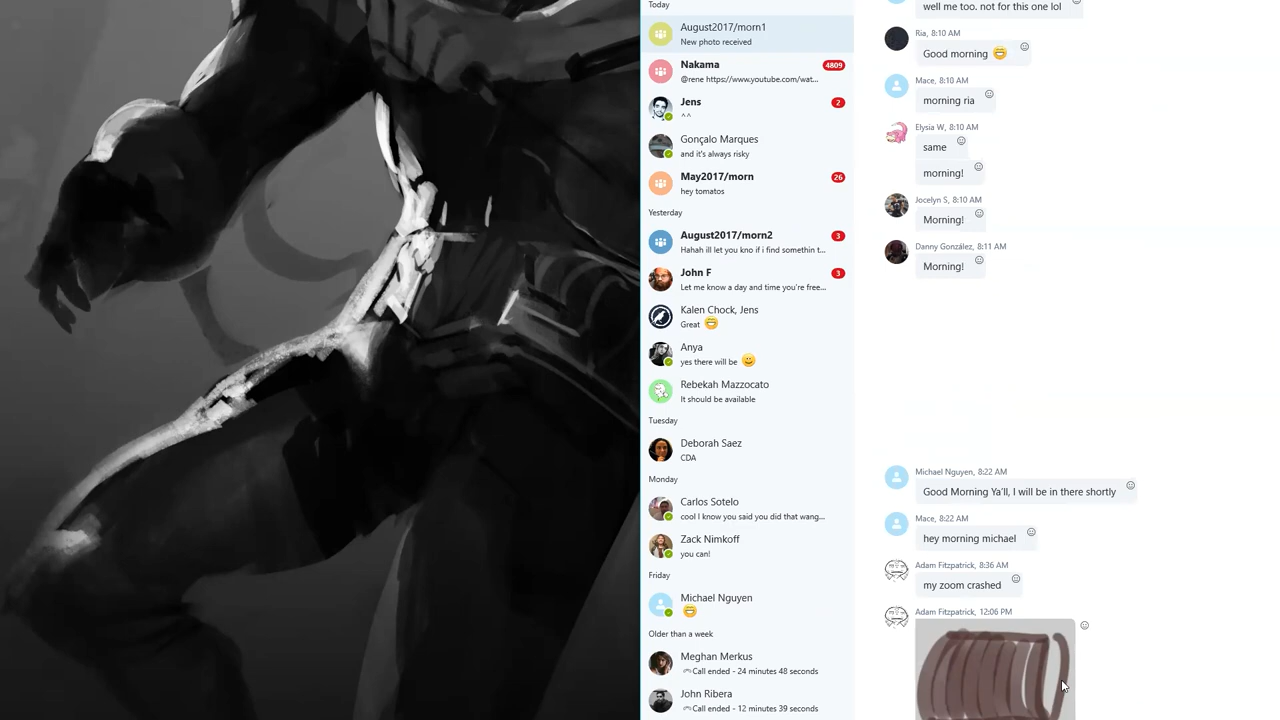 Today
August2017/morn1
New photo received
Nakama
4809
@rene https://www.youtube.com/wat...
Jens
2
^^
Gonçalo Marques
and it's always risky
May2017/morn
26
hey tomatos
Yesterday
August2017/morn2
3
Hahah ill let you kno if i find somethin t...
John F
3
Let me know a day and time you're free...
Kalen Chock, Jens
Great
Anya
yes there will be
Rebekah Mazzocato
It should be available
Tuesday
Deborah Saez
CDA
Monday
Carlos Sotelo
cool I know you said you did that wang...
Zack Nimkoff
you can!
Friday
Michael Nguyen
Older than a week
Meghan Merkus
Call ended - 24 minutes 48 seconds
John Ribera
Call ended - 12 minutes 39 seconds
well me too. not for this one lol
Ria, 8:10 AM
Good morning
Mace, 8:10 AM
morning ria
Elysia W, 8:10 AM
same
morning!
Jocelyn S, 8:10 AM
Morning!
Danny González, 8:11 AM
Morning!
Michael Nguyen, 8:22 AM
Good Morning Ya'll, I will be in there shortly
Mace, 8:22 AM
hey morning michael
Adam Fitzpatrick, 8:36 AM
my zoom crashed
Adam Fitzpatrick, 12:06 PM